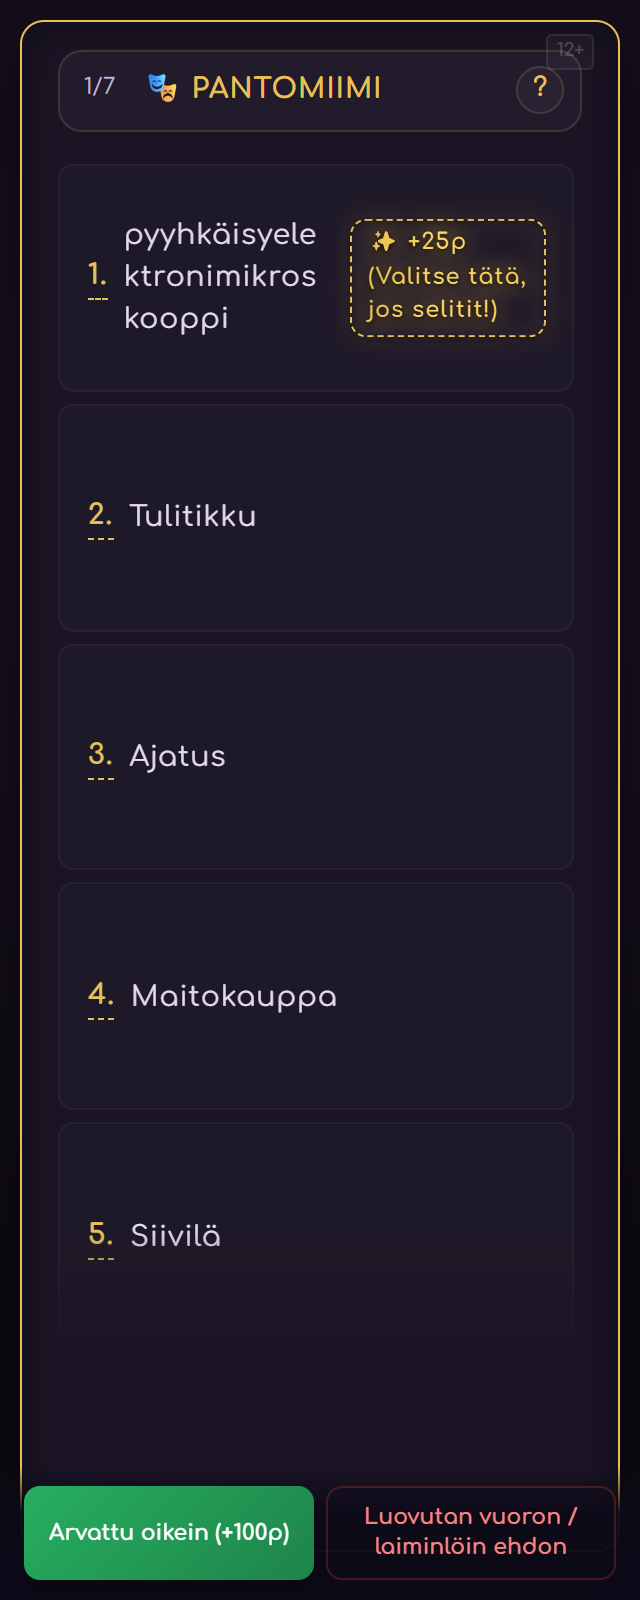 12+
1/7 🎭 PANTOMIIMI ?
1. pyyhkäisyele
ktronimikros
kooppi
✨ +25p
(Valitse tätä,
jos selitit!)
2. Tulitikku
3. Ajatus
4. Maitokauppa
5. Siivilä
Arvattu oikein (+100p)
Luovutan vuoron /
laiminlöin ehdon